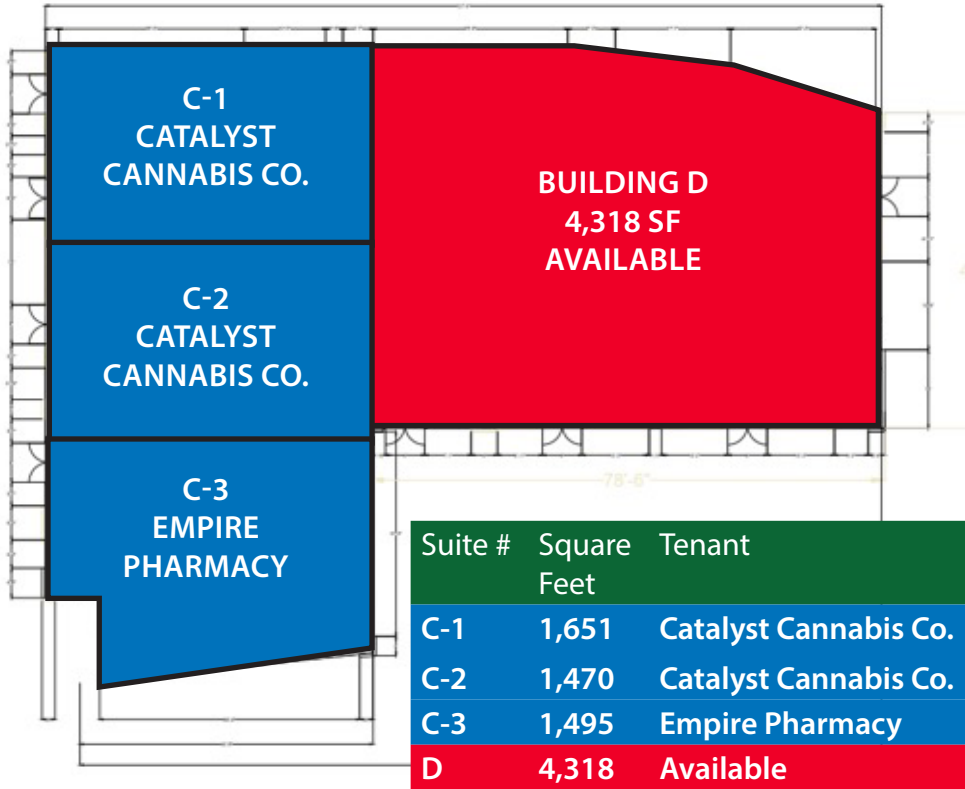 C-1
CATALYST
CANNABIS CO.
BUILDING D
4,318 SF
AVAILABLE
C-2
CATALYST
CANNABIS CO.
C-3
EMPIRE
PHARMACY
78'-6"
Suite # Square Feet Tenant
C-1 1,651 Catalyst Cannabis Co.
C-2 1,470 Catalyst Cannabis Co.
C-3 1,495 Empire Pharmacy
D 4,318 Available